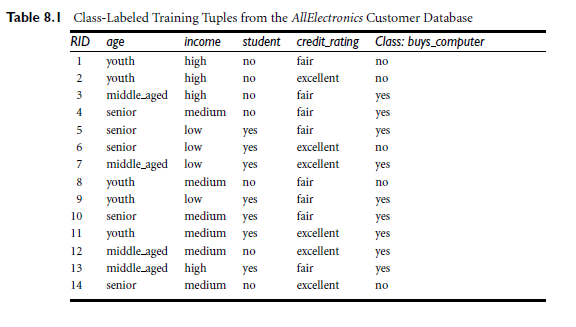 Table 8.1 Class-Labeled Training Tuples from the AllElectronics Customer Database
RID age income student credit_rating Class: buys_computer
1 youth high no fair no
2 youth high no excellent no
3 middle_aged high no fair yes
4 senior medium no fair yes
5 senior low yes fair yes
6 senior low yes excellent no
7 middle_aged low yes excellent yes
8 youth medium no fair no
9 youth low yes fair yes
10 senior medium yes fair yes
11 youth medium yes excellent yes
12 middle_aged medium no excellent yes
13 middle_aged high yes fair yes
14 senior medium no excellent no